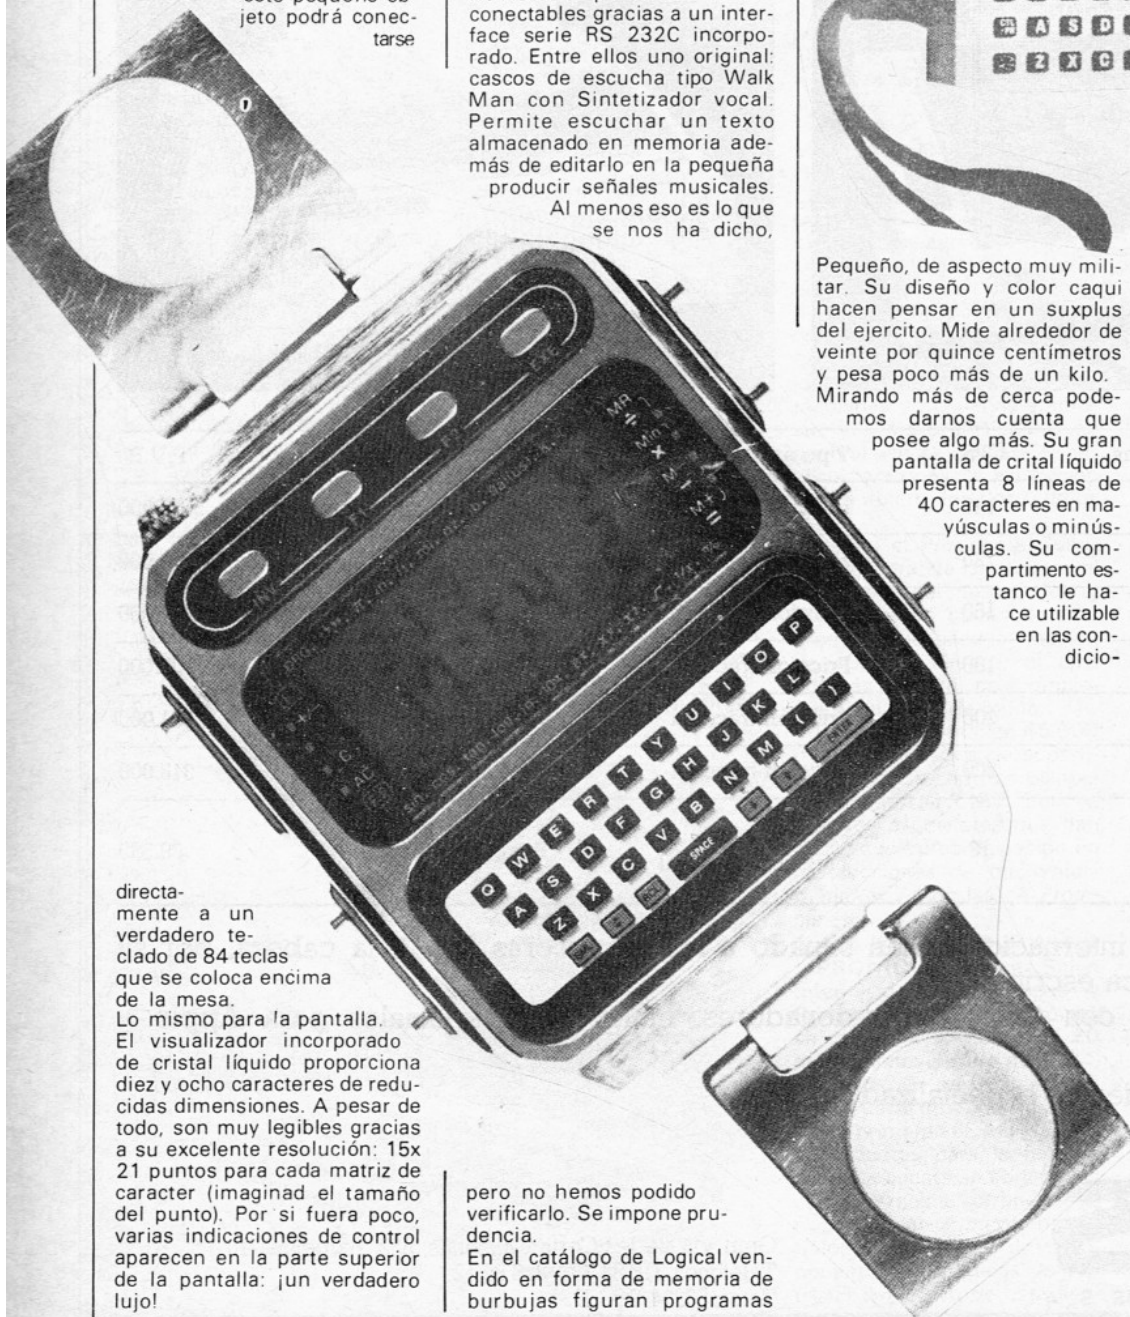 jeto podrá conec-
tarse
directa-
mente a un
verdadero te-
clado de 84 teclas
que se coloca encima
de la mesa.
Lo mismo para la pantalla.
El visualizador incorporado
de cristal líquido proporciona
diez y ocho caracteres de redu-
cidas dimensiones. A pesar de
todo, son muy legibles gracias
a su excelente resolución: 15x
21 puntos para cada matriz de
caracter (imaginad el tamaño
del punto). Por si fuera poco,
varias indicaciones de control
aparecen en la parte superior
de la pantalla: ¡un verdadero
lujo!
conectables gracias a un inter-
face serie RS 232C incorpo-
rado. Entre ellos uno original:
cascos de escucha tipo Walk
Man con Sintetizador vocal.
Permite escuchar un texto
almacenado en memoria ade-
más de editarlo en la pequeña
producir señales musicales.
Al menos eso es lo que
se nos ha dicho,
INV
F1
EXE
MR
÷
Min
×
M-
M+
=
AC
sin
Q W E R T Y U I O P
A S D F G H J K L
Z X C V B N M ( )
SPACE
ENTER
pero no hemos podido
verificarlo. Se impone pru-
dencia.
En el catálogo de Logical ven-
dido en forma de memoria de
burbujas figuran programas
A S D
Z X C
Pequeño, de aspecto muy mili-
tar. Su diseño y color caqui
hacen pensar en un suxplus
del ejercito. Mide alrededor de
veinte por quince centímetros
y pesa poco más de un kilo.
Mirando más de cerca pode-
mos darnos cuenta que
posee algo más. Su gran
pantalla de crital líquido
presenta 8 líneas de
40 caracteres en ma-
yúsculas o minús-
culas. Su com-
partimento es-
tanco le ha-
ce utilizable
en las con-
dicio-